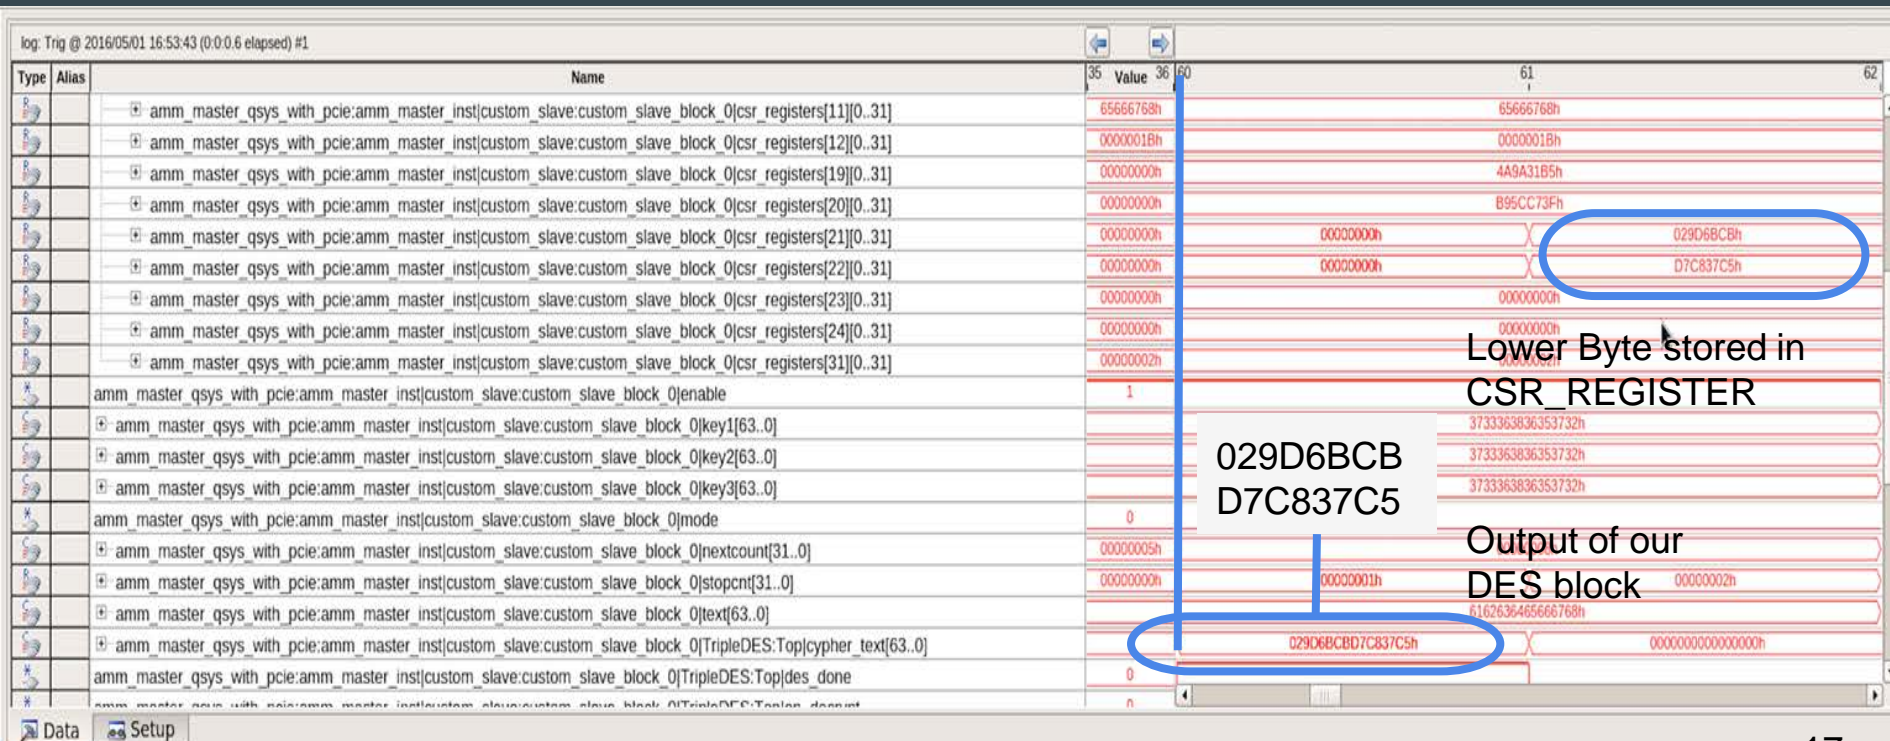 log: Trig @ 2016/05/01 16:53:43 (0:0:0.6 elapsed) #1
Type Alias Name 35 Value 36 60 61 62
amm_master_qsys_with_pcie:amm_master_inst|custom_slave:custom_slave_block_0|csr_registers[11][0..31] 65666768h 65666768h
amm_master_qsys_with_pcie:amm_master_inst|custom_slave:custom_slave_block_0|csr_registers[12][0..31] 0000001Bh 0000001Bh
amm_master_qsys_with_pcie:amm_master_inst|custom_slave:custom_slave_block_0|csr_registers[19][0..31] 00000000h 4A9A31B5h
amm_master_qsys_with_pcie:amm_master_inst|custom_slave:custom_slave_block_0|csr_registers[20][0..31] 00000000h B95CC73Fh
amm_master_qsys_with_pcie:amm_master_inst|custom_slave:custom_slave_block_0|csr_registers[21][0..31] 00000000h 00000000h 029D6BCBh
amm_master_qsys_with_pcie:amm_master_inst|custom_slave:custom_slave_block_0|csr_registers[22][0..31] 00000000h 00000000h D7C837C5h
amm_master_qsys_with_pcie:amm_master_inst|custom_slave:custom_slave_block_0|csr_registers[23][0..31] 00000000h 00000000h
amm_master_qsys_with_pcie:amm_master_inst|custom_slave:custom_slave_block_0|csr_registers[24][0..31] 00000000h 00000000h
amm_master_qsys_with_pcie:amm_master_inst|custom_slave:custom_slave_block_0|csr_registers[31][0..31] 00000002h
Lower Byte stored in
CSR_REGISTER
amm_master_qsys_with_pcie:amm_master_inst|custom_slave:custom_slave_block_0|enable 1
amm_master_qsys_with_pcie:amm_master_inst|custom_slave:custom_slave_block_0|key1[63..0] 3733363836353732h
amm_master_qsys_with_pcie:amm_master_inst|custom_slave:custom_slave_block_0|key2[63..0] 3733363836353732h
amm_master_qsys_with_pcie:amm_master_inst|custom_slave:custom_slave_block_0|key3[63..0] 3733363836353732h
029D6BCB
D7C837C5
amm_master_qsys_with_pcie:amm_master_inst|custom_slave:custom_slave_block_0|mode 0
amm_master_qsys_with_pcie:amm_master_inst|custom_slave:custom_slave_block_0|nextcount[31..0] 00000005h
Output of our
DES block
amm_master_qsys_with_pcie:amm_master_inst|custom_slave:custom_slave_block_0|stopcnt[31..0] 00000000h 00000001h 00000002h
amm_master_qsys_with_pcie:amm_master_inst|custom_slave:custom_slave_block_0|text[63..0] 6162636465666768h
amm_master_qsys_with_pcie:amm_master_inst|custom_slave:custom_slave_block_0|TripleDES:Top|cypher_text[63..0] 029D6BCBD7C837C5h 0000000000000000h
amm_master_qsys_with_pcie:amm_master_inst|custom_slave:custom_slave_block_0|TripleDES:Top|des_done 0
Data Setup